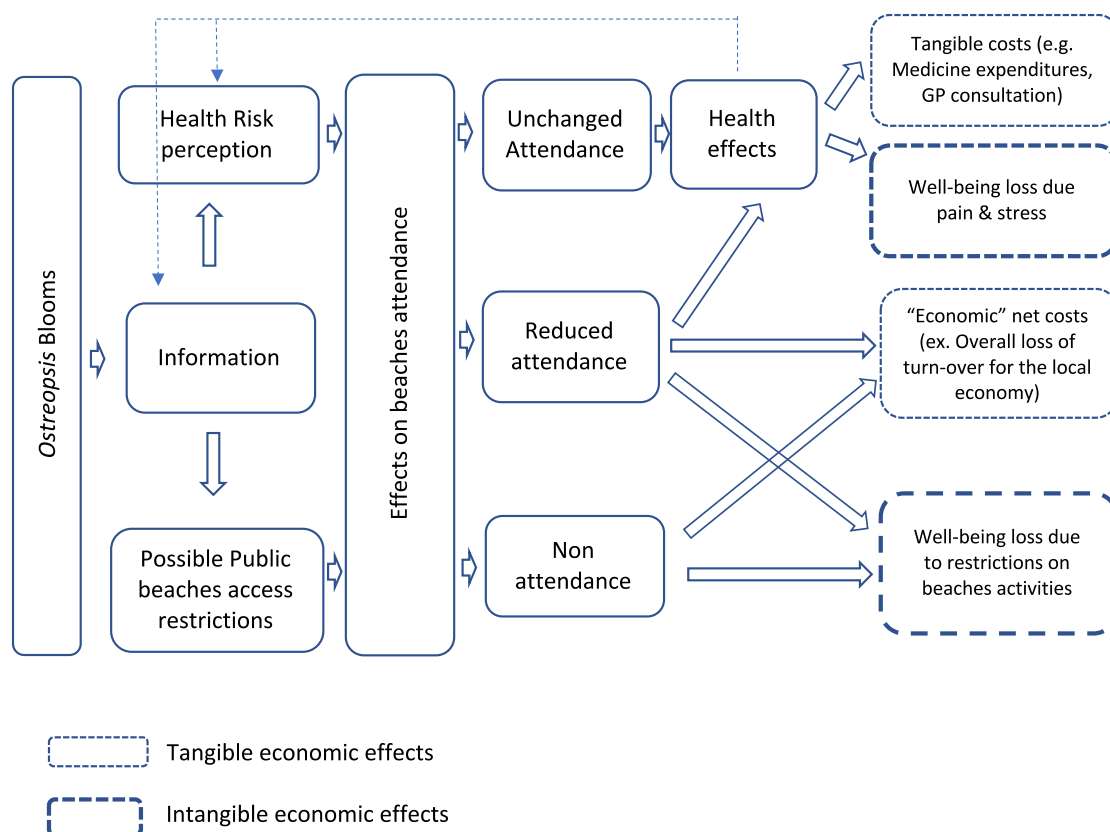 Ostreopsis Blooms
Health Risk
perception
Information
Possible Public
beaches access
restrictions
Effects on beaches attendance
Unchanged
Attendance
Reduced
attendance
Non
attendance
Health
effects
Tangible costs (e.g.
Medicine expenditures,
GP consultation)
Well-being loss due
pain & stress
“Economic” net costs
(ex. Overall loss of
turn-over for the local
economy)
Well-being loss due
to restrictions on
beaches activities
Tangible economic effects
Intangible economic effects